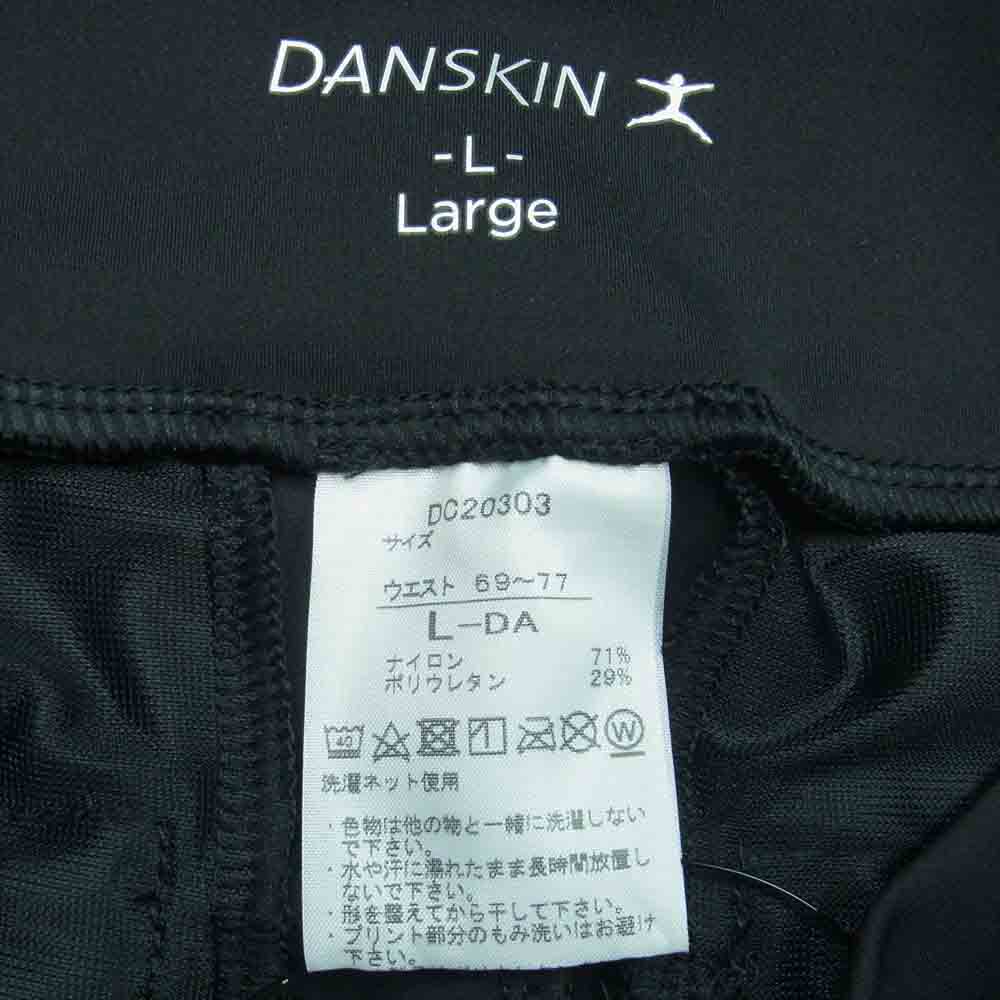 DANSKIN
-L-
Large
DC20303
サイズ
ウエスト 69〜77
L-DA
ナイロン 71%
ポリウレタン 29%
40 W
洗濯ネット使用
・色物は他の物と一緒に洗濯しない
で下さい。
・水や汗に濡れたまま長時間放置し
ないで下さい。
・形を整えてから干して下さい。
・プリント部分のもみ洗いはお避け
下さい。